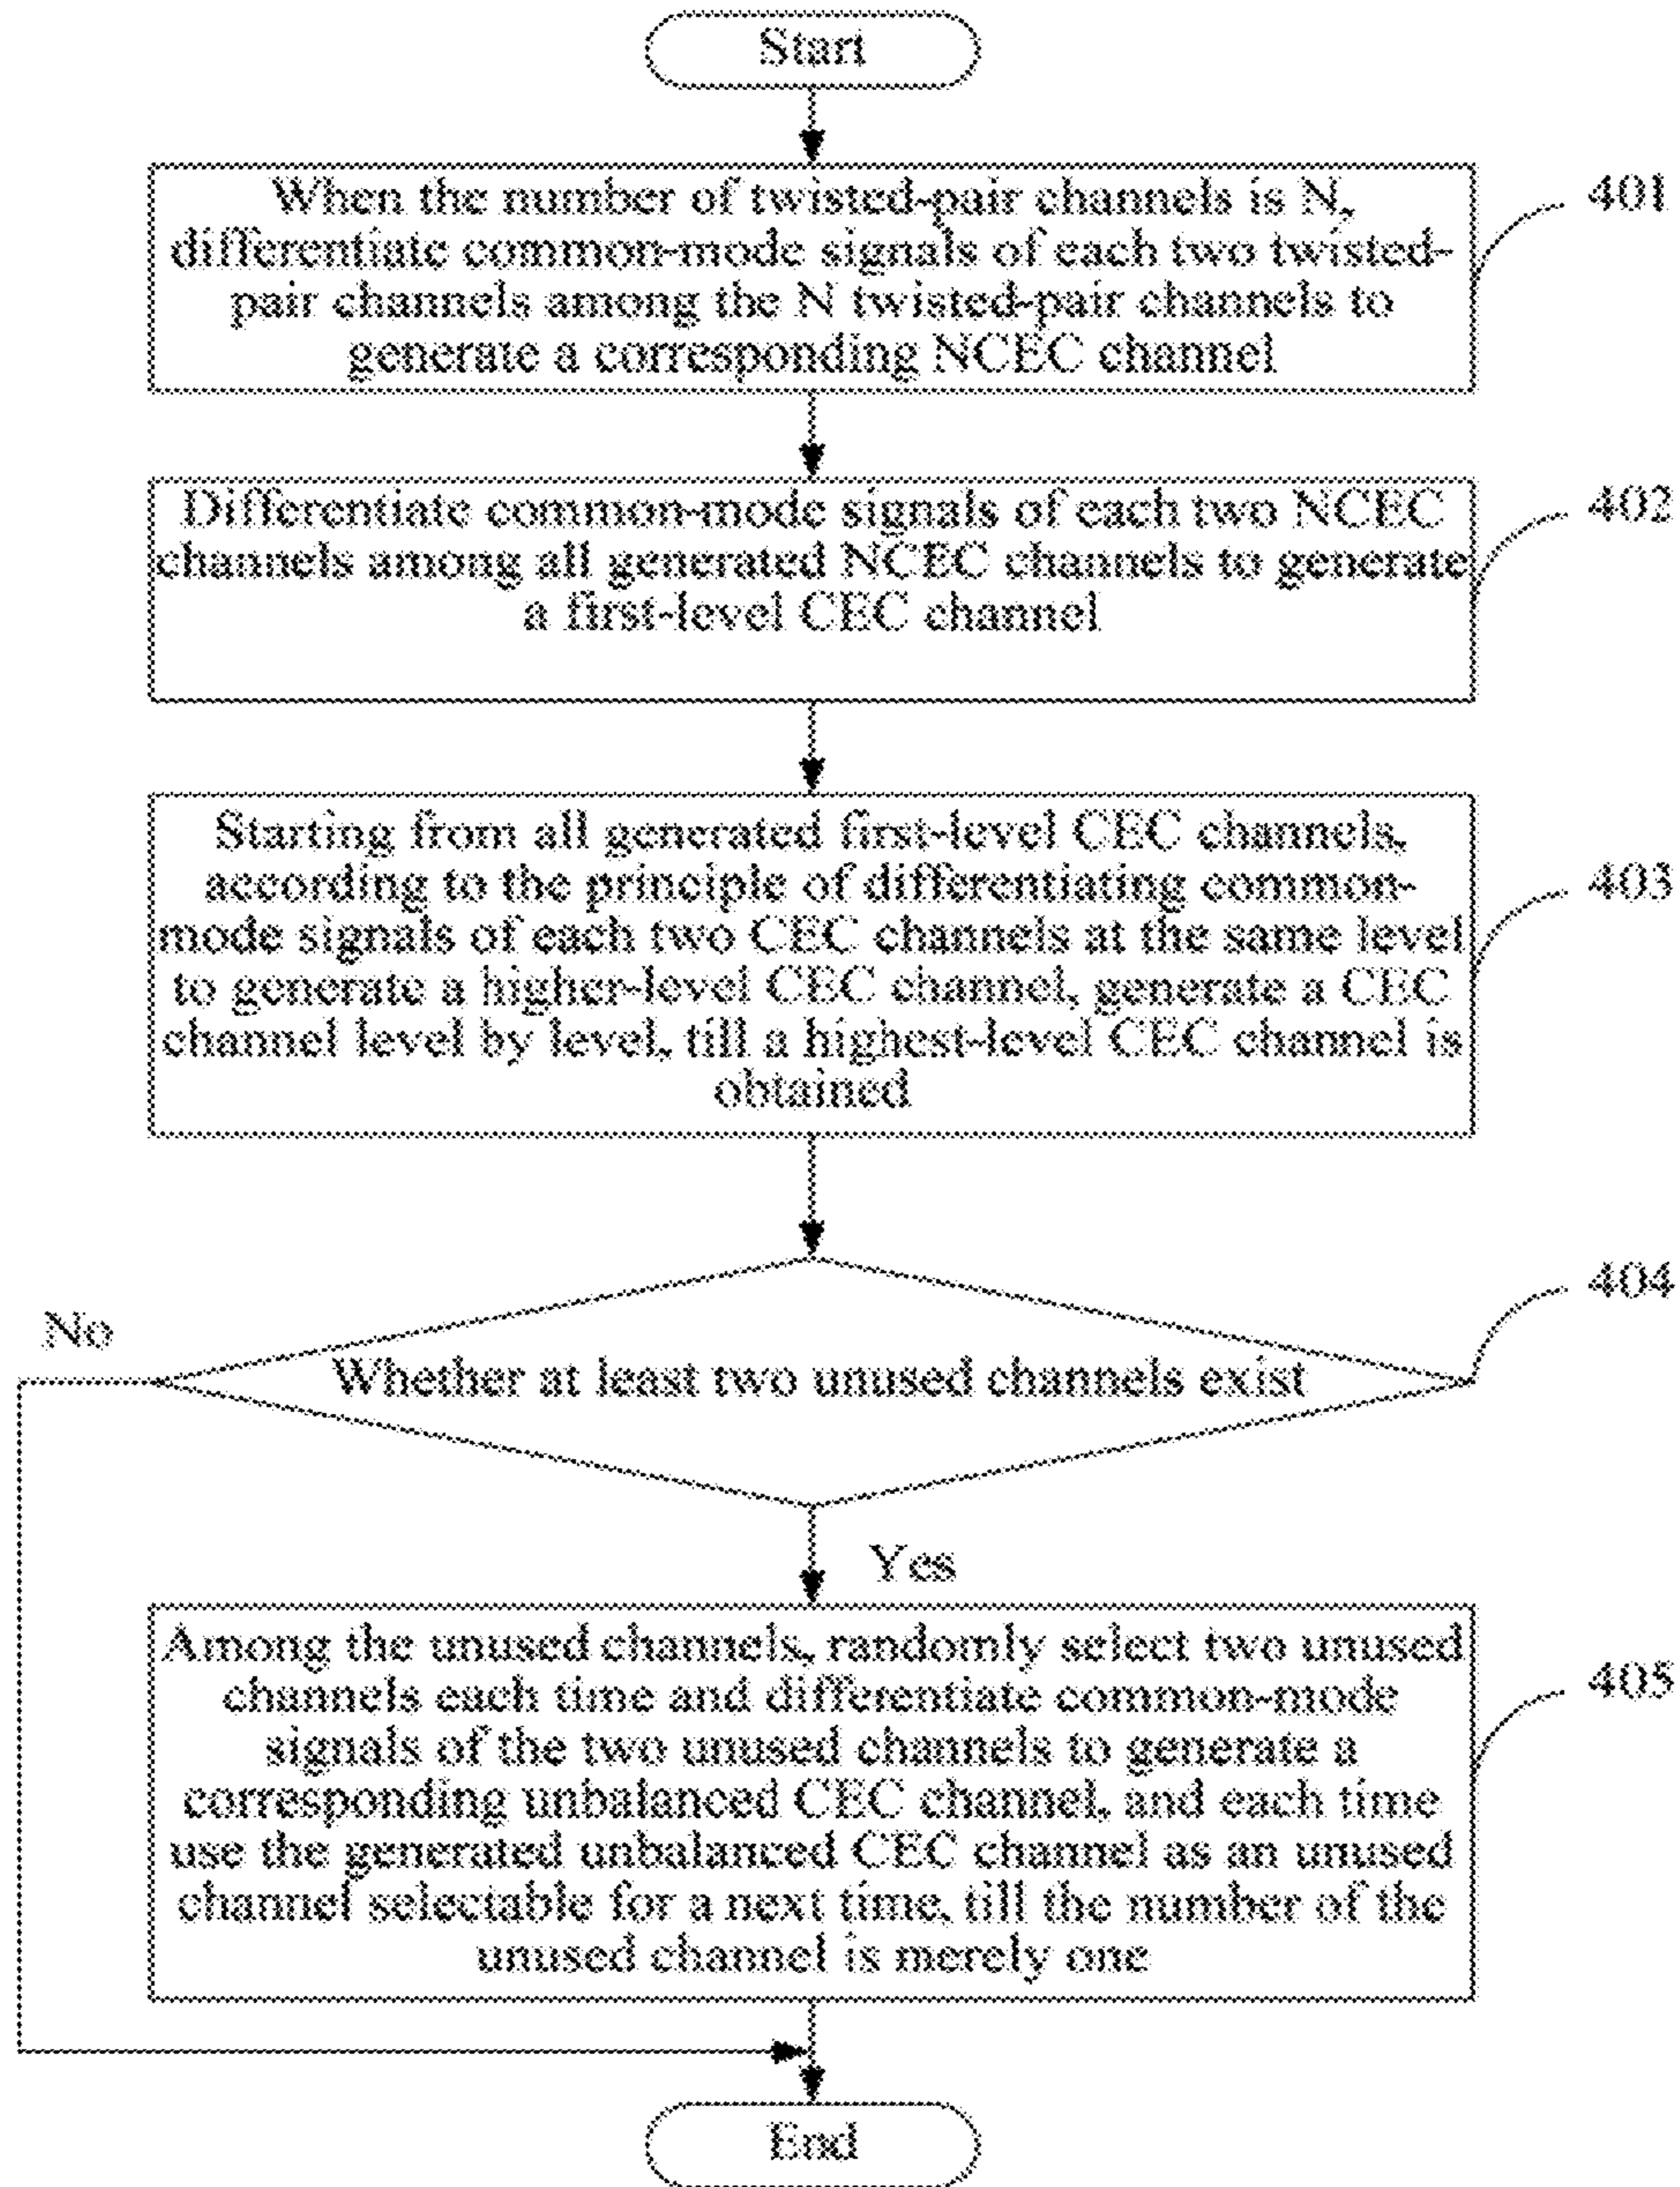 Start
When the number of twisted-pair channels is N,
differentiate common-mode signals of each two twisted-
pair channels among the N twisted-pair channels to
generate a corresponding NCEC channel
401
Differentiate common-mode signals of each two NCEC
channels among all generated NCEC channels to generate
a first-level CEC channel
402
Starting from all generated first-level CEC channels,
according to the principle of differentiating common-
mode signals of each two CEC channels at the same level
to generate a higher-level CEC channel, generate a CEC
channel level by level, till a highest-level CEC channel is
obtained
403
Whether at least two unused channels exist
404
No
Yes
Among the unused channels, randomly select two unused
channels each time and differentiate common-mode
signals of the two unused channels to generate a
corresponding unbalanced CEC channel, and each time
use the generated unbalanced CEC channel as an unused
channel selectable for a next time, till the number of the
unused channel is merely one
405
End